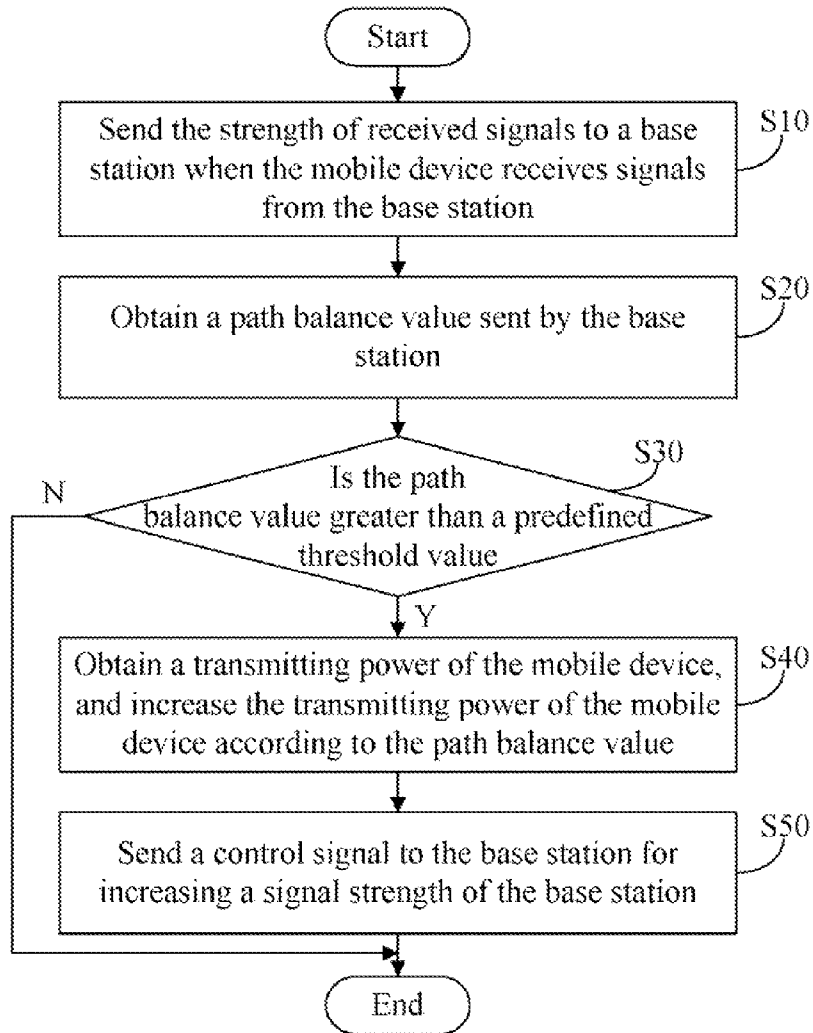 Start
Send the strength of received signals to a base
station when the mobile device receives signals
from the base station
S10
Obtain a path balance value sent by the base
station
S20
Is the path
balance value greater than a predefined
threshold value
S30
N
Y
Obtain a transmitting power of the mobile device,
and increase the transmitting power of the mobile
device according to the path balance value
S40
Send a control signal to the base station for
increasing a signal strength of the base station
S50
End